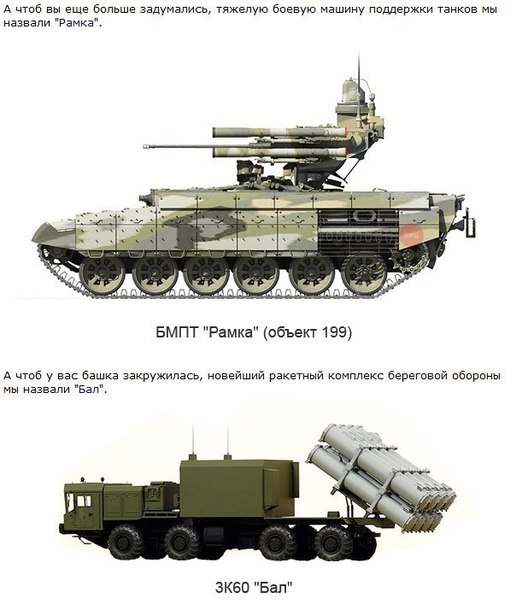 А чтоб вы еще больше задумались, тяжелую боевую машину поддержки танков мы
назвали "Рамка".
БМПТ "Рамка" (объект 199)
А чтоб у вас башка закружилась, новейший ракетный комплекс береговой обороны
мы назвали "Бал".
3К60 "Бал"